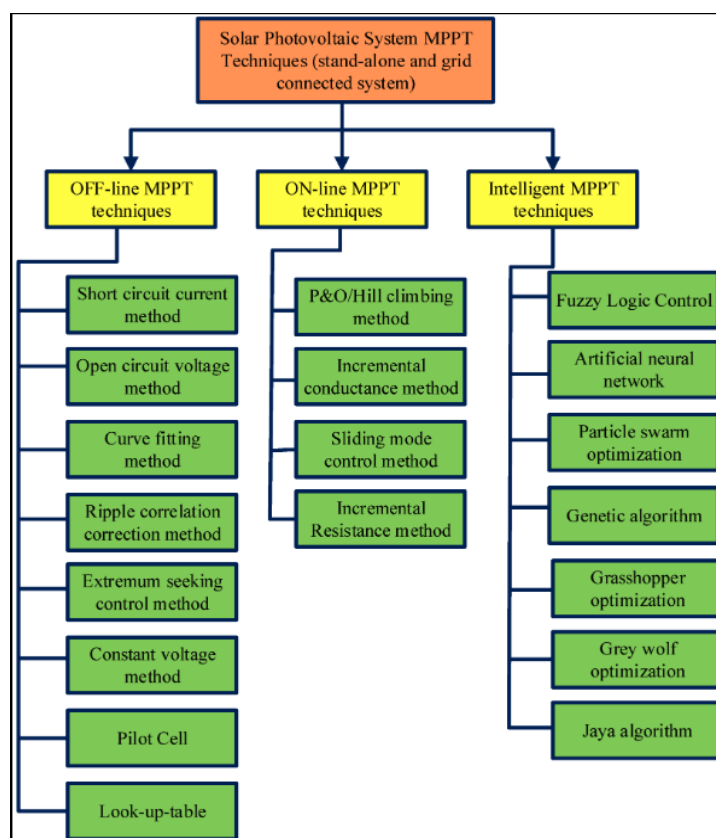 Solar Photovoltaic System MPPT
Techniques (stand-alone and grid
connected system)
OFF-line MPPT
techniques
ON-line MPPT
techniques
Intelligent MPPT
techniques
Short circuit current
method
Open circuit voltage
method
Curve fitting
method
Ripple correlation
correction method
Extremum seeking
control method
Constant voltage
method
Pilot Cell
Look-up-table
P&O/Hill climbing
method
Incremental
conductance method
Sliding mode
control method
Incremental
Resistance method
Fuzzy Logic Control
Artificial neural
network
Particle swarm
optimization
Genetic algorithm
Grasshopper
optimization
Grey wolf
optimization
Jaya algorithm